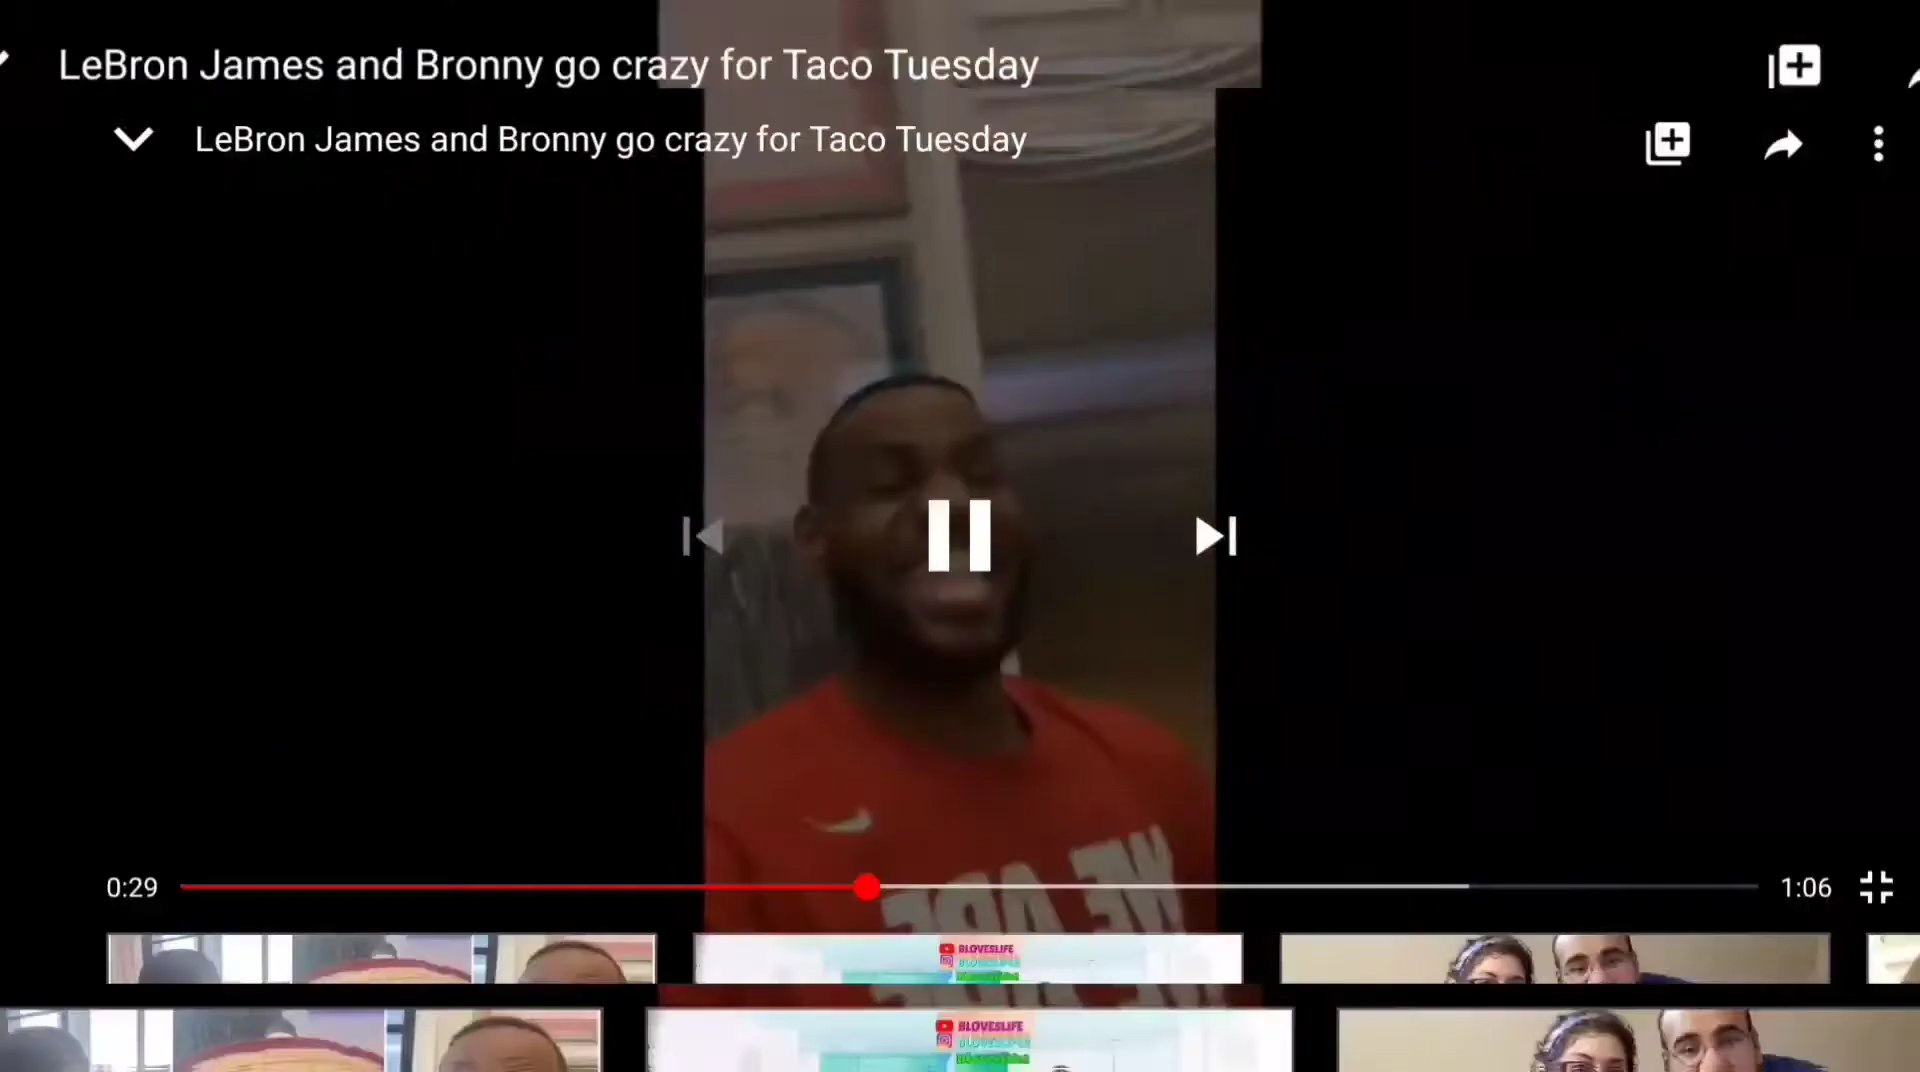 LeBron James and Bronny go crazy for Taco Tuesday
LeBron James and Bronny go crazy for Taco Tuesday
0:29
1:06
BLOVESLIFE
BLOVESLIFE
BLOVESLIFE